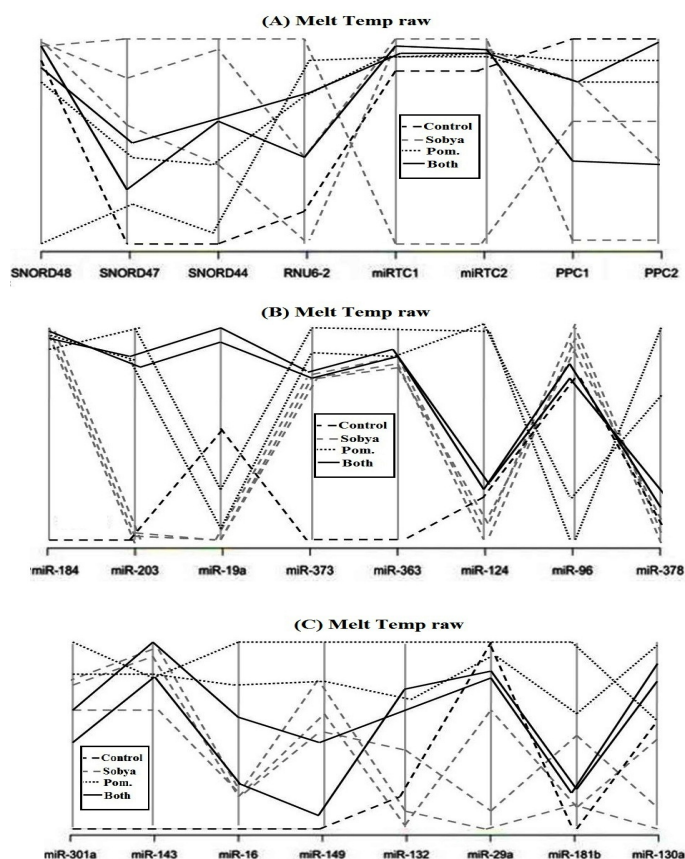 (A) Melt Temp raw
Control
Sobya
Pom.
Both
SNORD48 SNORD47 SNORD44 RNU6-2 miRTC1 miRTC2 PPC1 PPC2
(B) Melt Temp raw
Control
Sobya
Pom.
Both
miR-184 miR-203 miR-19a miR-373 miR-363 miR-124 miR-96 miR-378
(C) Melt Temp raw
Control
Sobya
Pom.
Both
miR-301a miR-143 miR-16 miR-149 miR-132 miR-29a miR-181b miR-130a